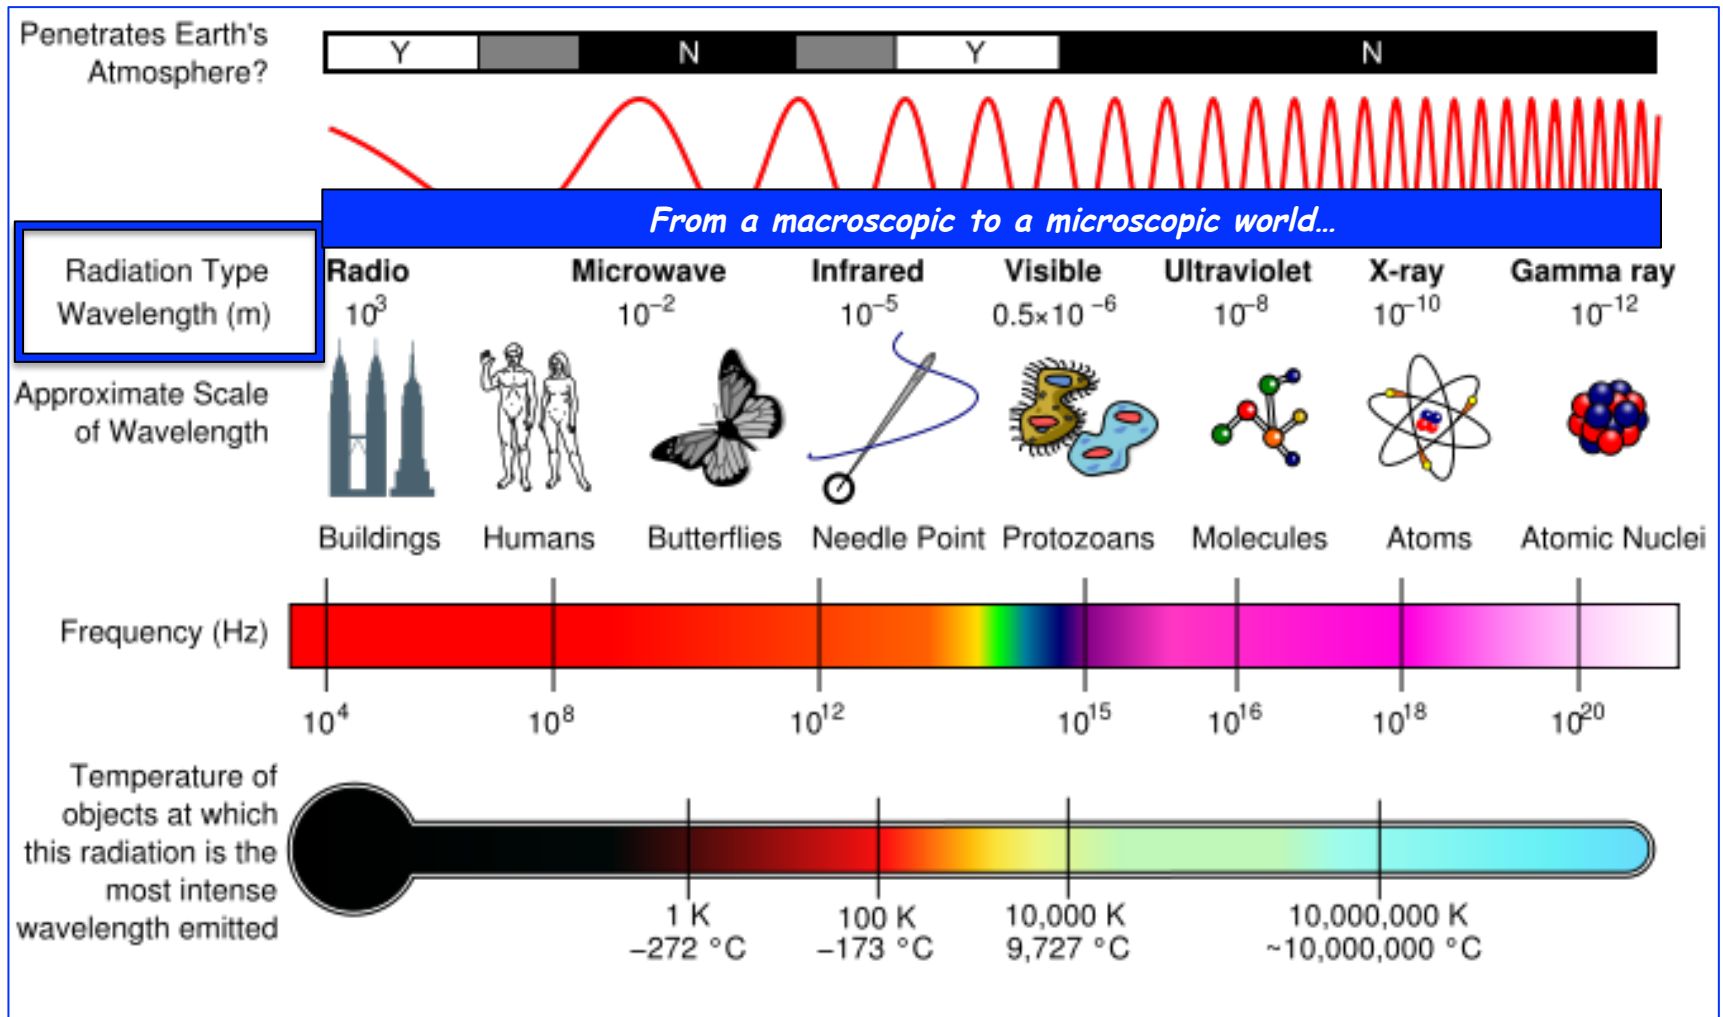 Penetrates Earth's
Atmosphere?
Y N Y N
From a macroscopic to a microscopic world...
Radiation Type
Radio Microwave Infrared Visible Ultraviolet X-ray Gamma ray
Wavelength (m)
10³ 10⁻² 10⁻⁵ 0.5×10⁻⁶ 10⁻⁸ 10⁻¹⁰ 10⁻¹²
Approximate Scale
of Wavelength
Buildings Humans Butterflies Needle Point Protozoans Molecules Atoms Atomic Nuclei
Frequency (Hz)
10⁴ 10⁸ 10¹² 10¹⁵ 10¹⁶ 10¹⁸ 10²⁰
Temperature of
objects at which
this radiation is the
most intense
wavelength emitted
1 K 100 K 10,000 K 10,000,000 K
−272 °C −173 °C 9,727 °C ~10,000,000 °C